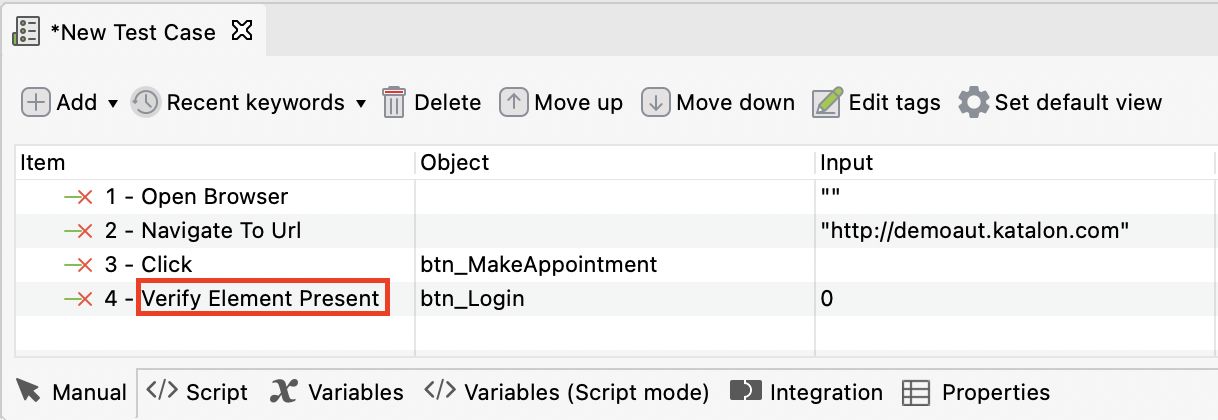 *New Test Case
Add Recent keywords Delete Move up Move down Edit tags Set default view
Item Object Input
1 - Open Browser ""
2 - Navigate To Url "http://demoaut.katalon.com"
3 - Click btn_MakeAppointment
4 - Verify Element Present btn_Login 0
Manual </> Script x Variables </> Variables (Script mode) Integration Properties